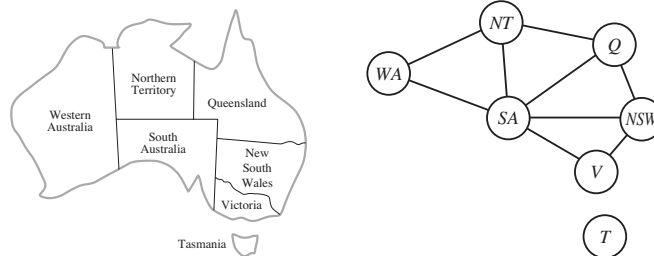 Northern
Territory
Western
Australia
Queensland
South
Australia
New
South
Wales
Victoria
Tasmania
NT
Q
WA
SA
NSW
V
T